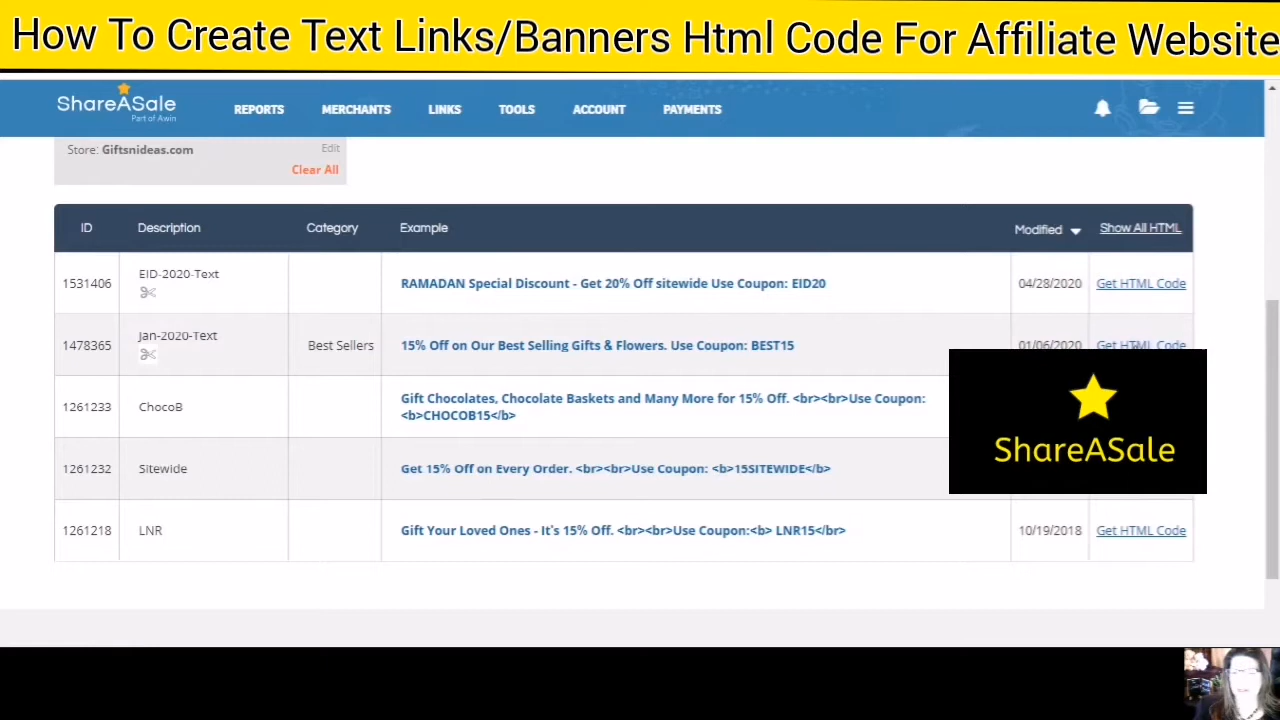 How To Create Text Links/Banners Html Code For Affiliate Website
ShareASale
Part of Awin
REPORTS MERCHANTS LINKS TOOLS ACCOUNT PAYMENTS
Store: Giftsnideas.com Edit
Clear All
ID Description Category Example Modified Show All HTML
1531406 EID-2020-Text RAMADAN Special Discount - Get 20% Off sitewide Use Coupon: EID20 04/28/2020 Get HTML Code
1478365 Jan-2020-Text Best Sellers 15% Off on Our Best Selling Gifts & Flowers. Use Coupon: BEST15 01/06/2020 Get HTML Code
1261233 ChocoB Gift Chocolates, Chocolate Baskets and Many More for 15% Off. <br><br>Use Coupon:
<b>CHOCOB15</b>
ShareASale
1261232 Sitewide Get 15% Off on Every Order. <br><br>Use Coupon: <b>15SITEWIDE</b>
1261218 LNR Gift Your Loved Ones - It's 15% Off. <br><br>Use Coupon:<b> LNR15</br> 10/19/2018 Get HTML Code